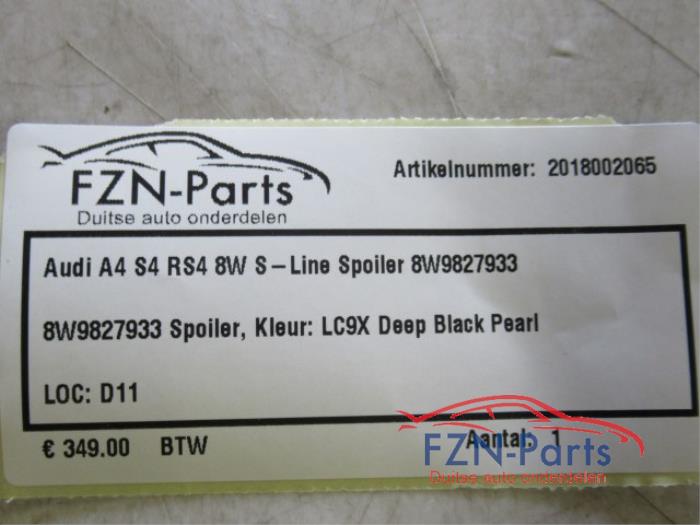 FZN-Parts
Duitse auto onderdelen
Artikelnummer: 2018002065
Audi A4 S4 RS4 8W S-Line Spoiler 8W9827933
8W9827933 Spoiler, Kleur: LC9X Deep Black Pearl
LOC: D11
€ 349.00 BTW
Aantal: 1
FZN-Parts
Duitse auto onderdelen